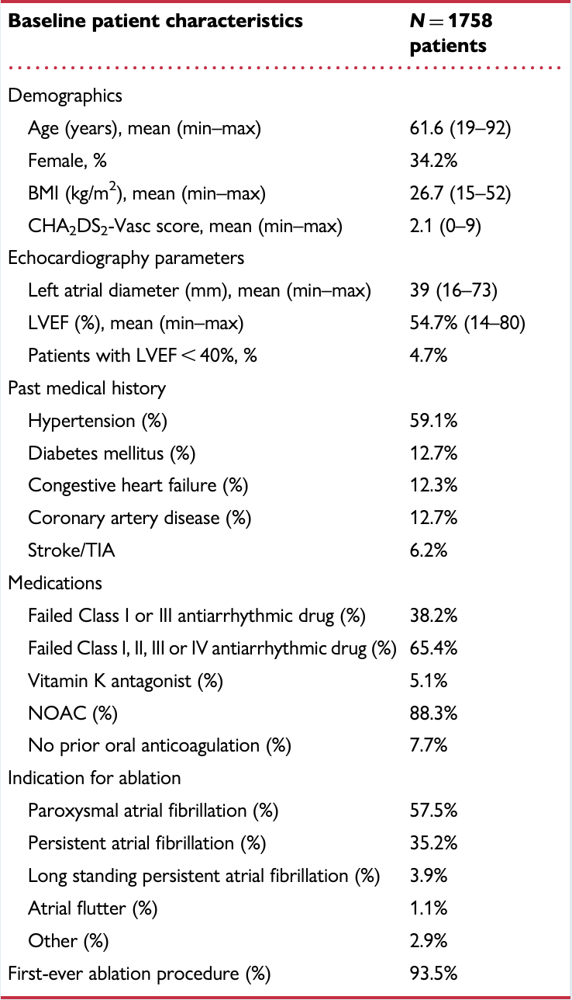 Baseline patient characteristics N = 1758
patients
Demographics
Age (years), mean (min–max) 61.6 (19–92)
Female, % 34.2%
BMI (kg/m²), mean (min–max) 26.7 (15–52)
CHA₂DS₂-Vasc score, mean (min–max) 2.1 (0–9)
Echocardiography parameters
Left atrial diameter (mm), mean (min–max) 39 (16–73)
LVEF (%), mean (min–max) 54.7% (14–80)
Patients with LVEF < 40%, % 4.7%
Past medical history
Hypertension (%) 59.1%
Diabetes mellitus (%) 12.7%
Congestive heart failure (%) 12.3%
Coronary artery disease (%) 12.7%
Stroke/TIA 6.2%
Medications
Failed Class I or III antiarrhythmic drug (%) 38.2%
Failed Class I, II, III or IV antiarrhythmic drug (%) 65.4%
Vitamin K antagonist (%) 5.1%
NOAC (%) 88.3%
No prior oral anticoagulation (%) 7.7%
Indication for ablation
Paroxysmal atrial fibrillation (%) 57.5%
Persistent atrial fibrillation (%) 35.2%
Long standing persistent atrial fibrillation (%) 3.9%
Atrial flutter (%) 1.1%
Other (%) 2.9%
First-ever ablation procedure (%) 93.5%